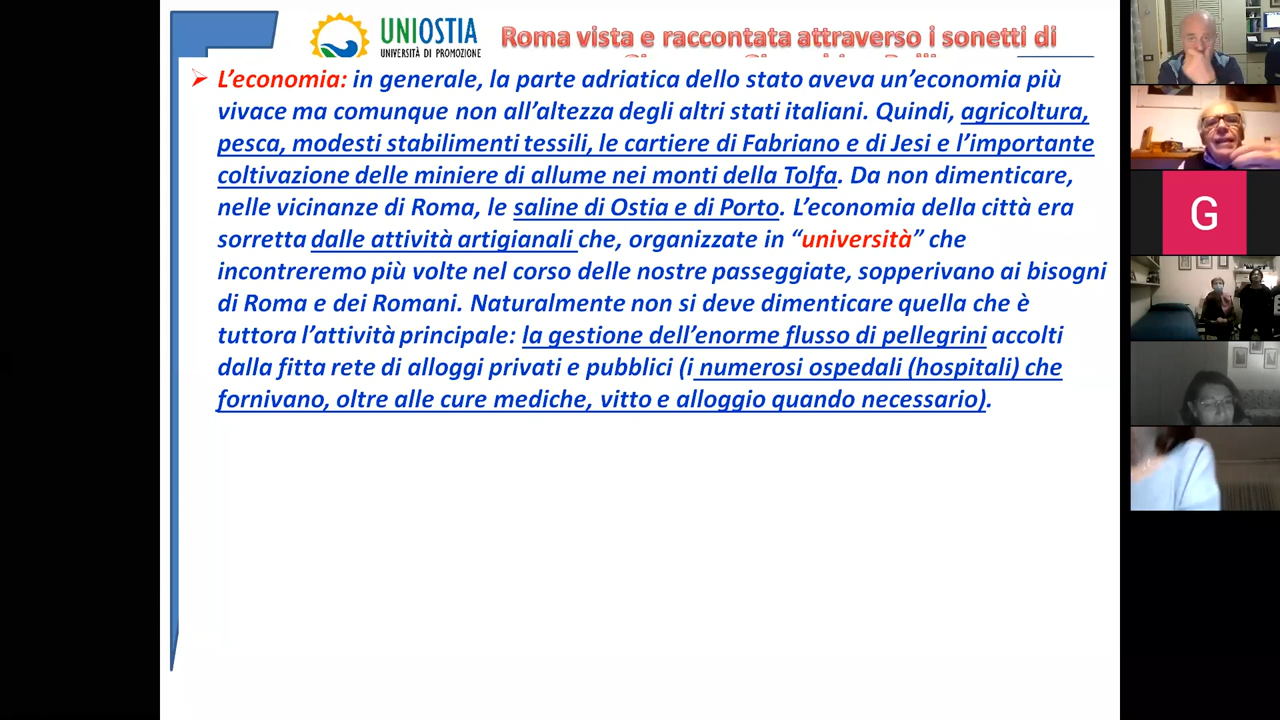 UNIOSTIA
UNIVERSITÀ DI PROMOZIONE
Roma vista e raccontata attraverso i sonetti di
L'economia: in generale, la parte adriatica dello stato aveva un'economia più
vivace ma comunque non all'altezza degli altri stati italiani. Quindi, agricoltura,
pesca, modesti stabilimenti tessili, le cartiere di Fabriano e di Jesi e l'importante
coltivazione delle miniere di allume nei monti della Tolfa. Da non dimenticare,
nelle vicinanze di Roma, le saline di Ostia e di Porto. L'economia della città era
sorretta dalle attività artigianali che, organizzate in “università” che
incontreremo più volte nel corso delle nostre passeggiate, sopperivano ai bisogni
di Roma e dei Romani. Naturalmente non si deve dimenticare quella che è
tuttora l'attività principale: la gestione dell'enorme flusso di pellegrini accolti
dalla fitta rete di alloggi privati e pubblici (i numerosi ospedali (hospitali) che
fornivano, oltre alle cure mediche, vitto e alloggio quando necessario).
G